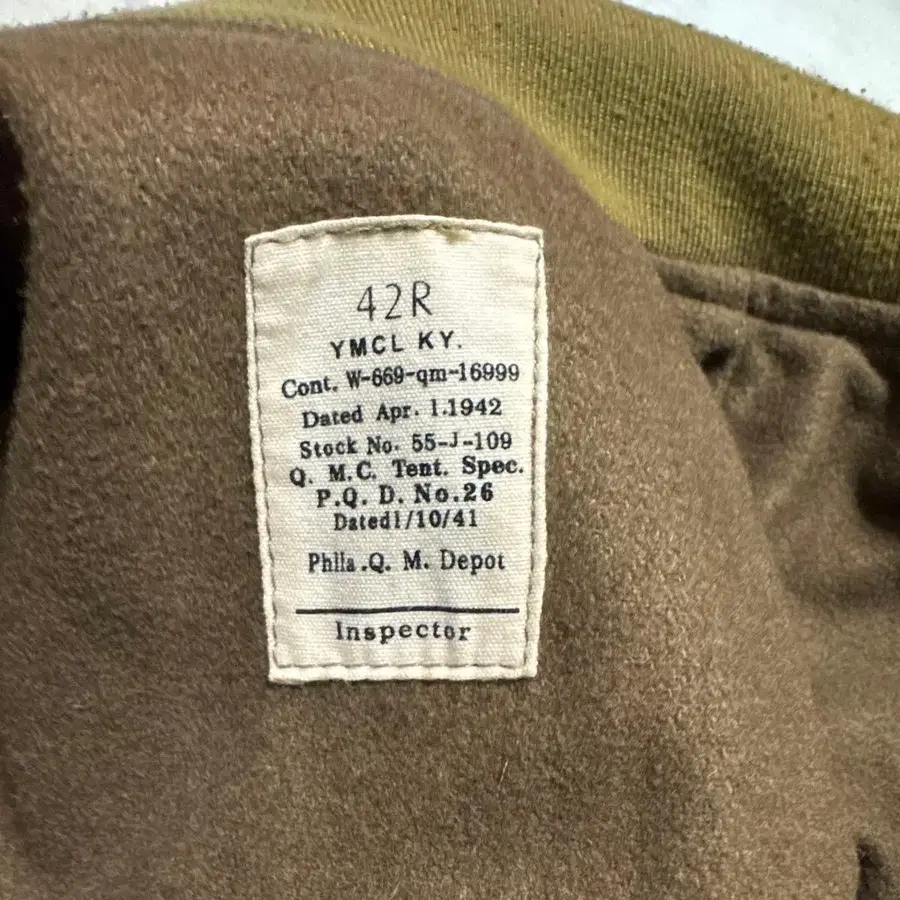 42R
YMCL KY.
Cont. W-669-qm-16999
Dated Apr. 1.1942
Stock No. 55-J-109
Q. M.C. Tent. Spec.
P.Q. D. No.26
Dated1/10/41
Phila.Q. M. Depot
Inspector